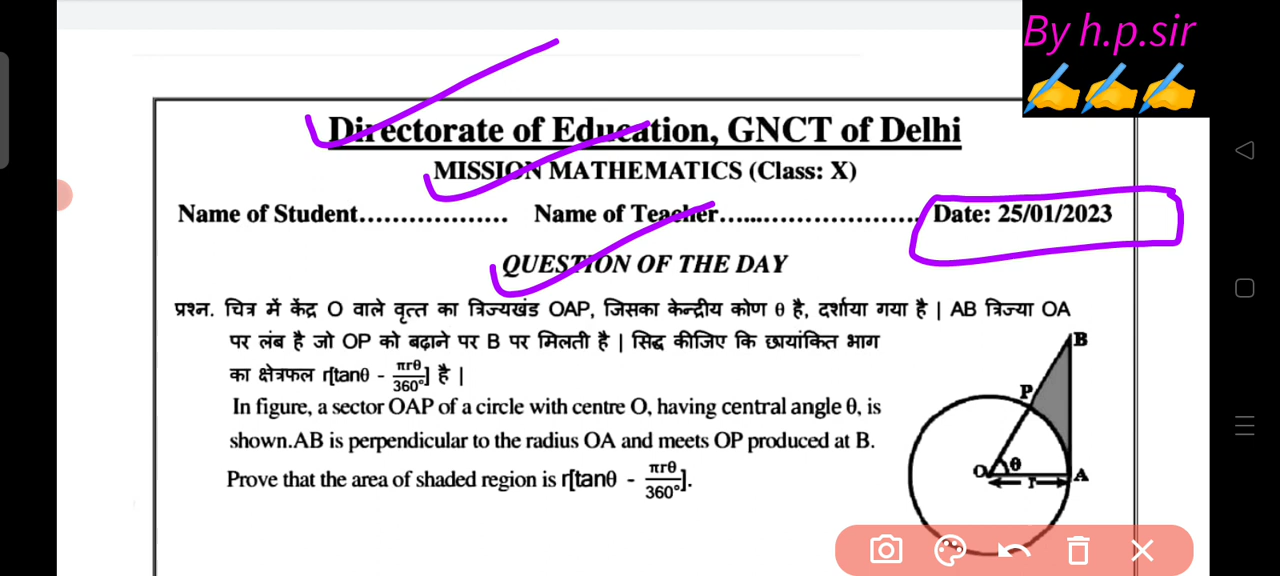 By h.p.sir
✍✍✍
Directorate of Education, GNCT of Delhi
MISSION MATHEMATICS (Class: X)
Name of Student.................. Name of Teacher......................... Date: 25/01/2023
QUESTION OF THE DAY
प्रश्न. चित्र में केंद्र O वाले वृत्त का त्रिज्यखंड OAP, जिसका केन्द्रीय कोण θ है, दर्शाया गया है | AB त्रिज्या OA
पर लंब है जो OP को बढ़ाने पर B पर मिलती है | सिद्ध कीजिए कि छायांकित भाग
का क्षेत्रफल r[tanθ - πrθ/360°] है |
In figure, a sector OAP of a circle with centre O, having central angle θ, is
shown.AB is perpendicular to the radius OA and meets OP produced at B.
Prove that the area of shaded region is r[tanθ - πrθ/360°].
B
P
O θ A
r